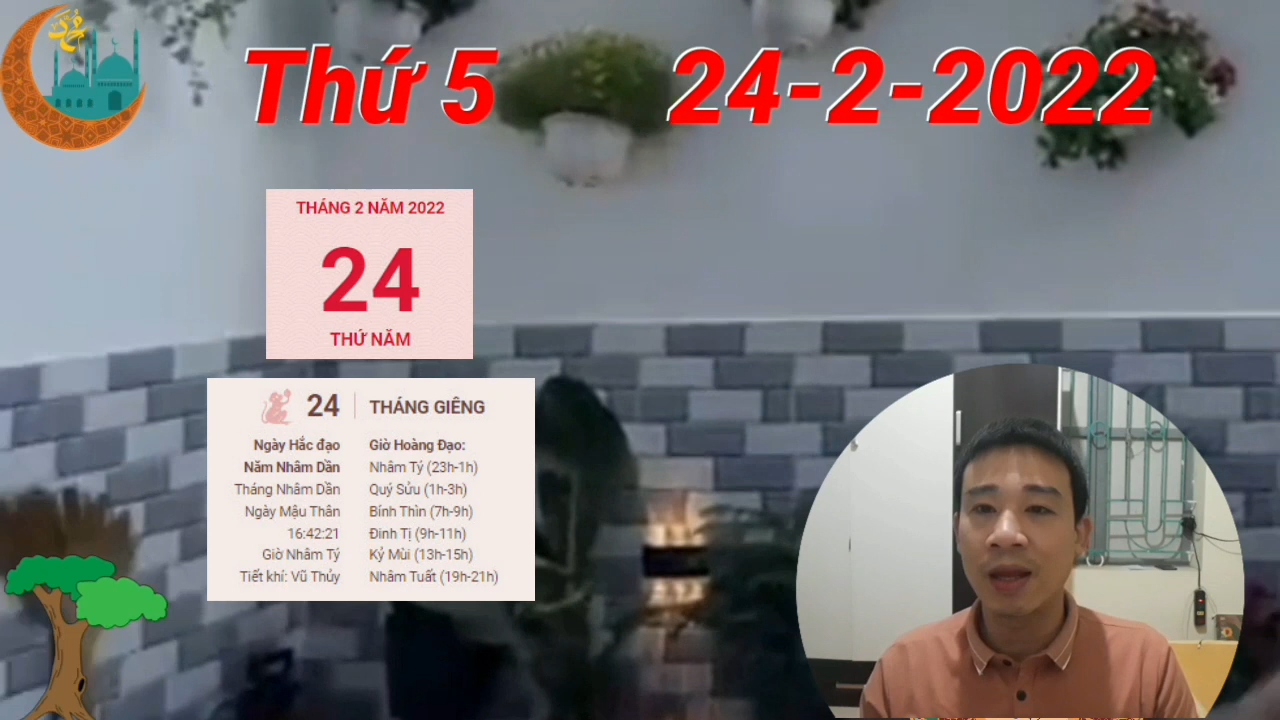 Thứ 5 24-2-2022
THÁNG 2 NĂM 2022
24
THỨ NĂM
24 THÁNG GIÊNG
Ngày Hắc đạo Giờ Hoàng Đạo:
Năm Nhâm Dần Nhâm Tý (23h-1h)
Tháng Nhâm Dần Quý Sửu (1h-3h)
Ngày Mậu Thân Bính Thìn (7h-9h)
16:42:21 Đinh Tị (9h-11h)
Giờ Nhâm Tý Kỷ Mùi (13h-15h)
Tiết khí: Vũ Thủy Nhâm Tuất (19h-21h)